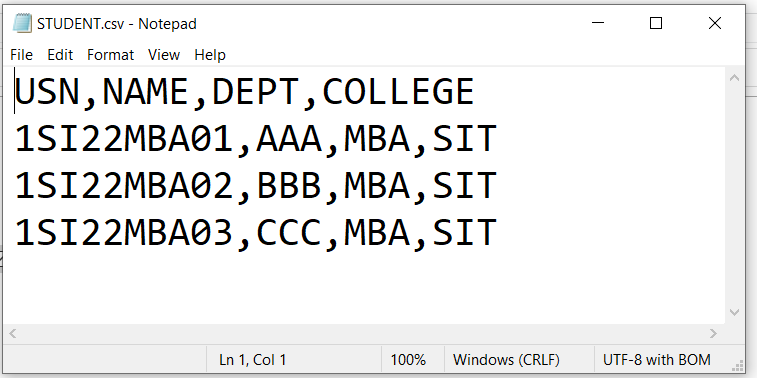 STUDENT.csv - Notepad
File Edit Format View Help
USN,NAME,DEPT,COLLEGE
1SI22MBA01,AAA,MBA,SIT
1SI22MBA02,BBB,MBA,SIT
1SI22MBA03,CCC,MBA,SIT
Ln 1, Col 1 100% Windows (CRLF) UTF-8 with BOM